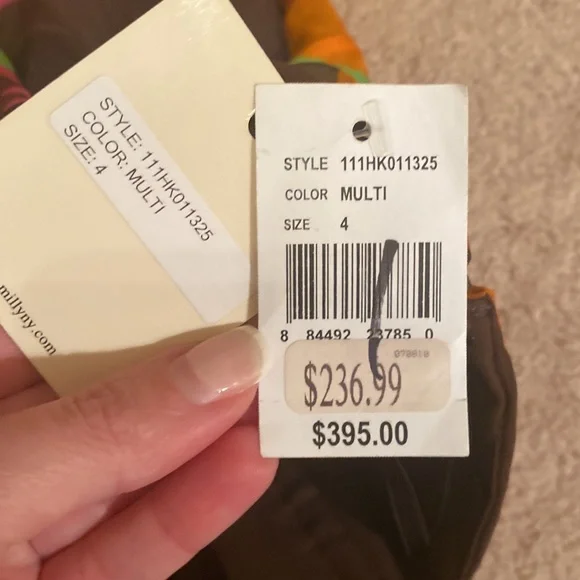 STYLE: 111HK011325
COLOR: MULTI
SIZE: 4
millyny.com
STYLE 111HK011325
COLOR MULTI
SIZE 4
8 84492 23785 0
070810
$236.99
$395.00